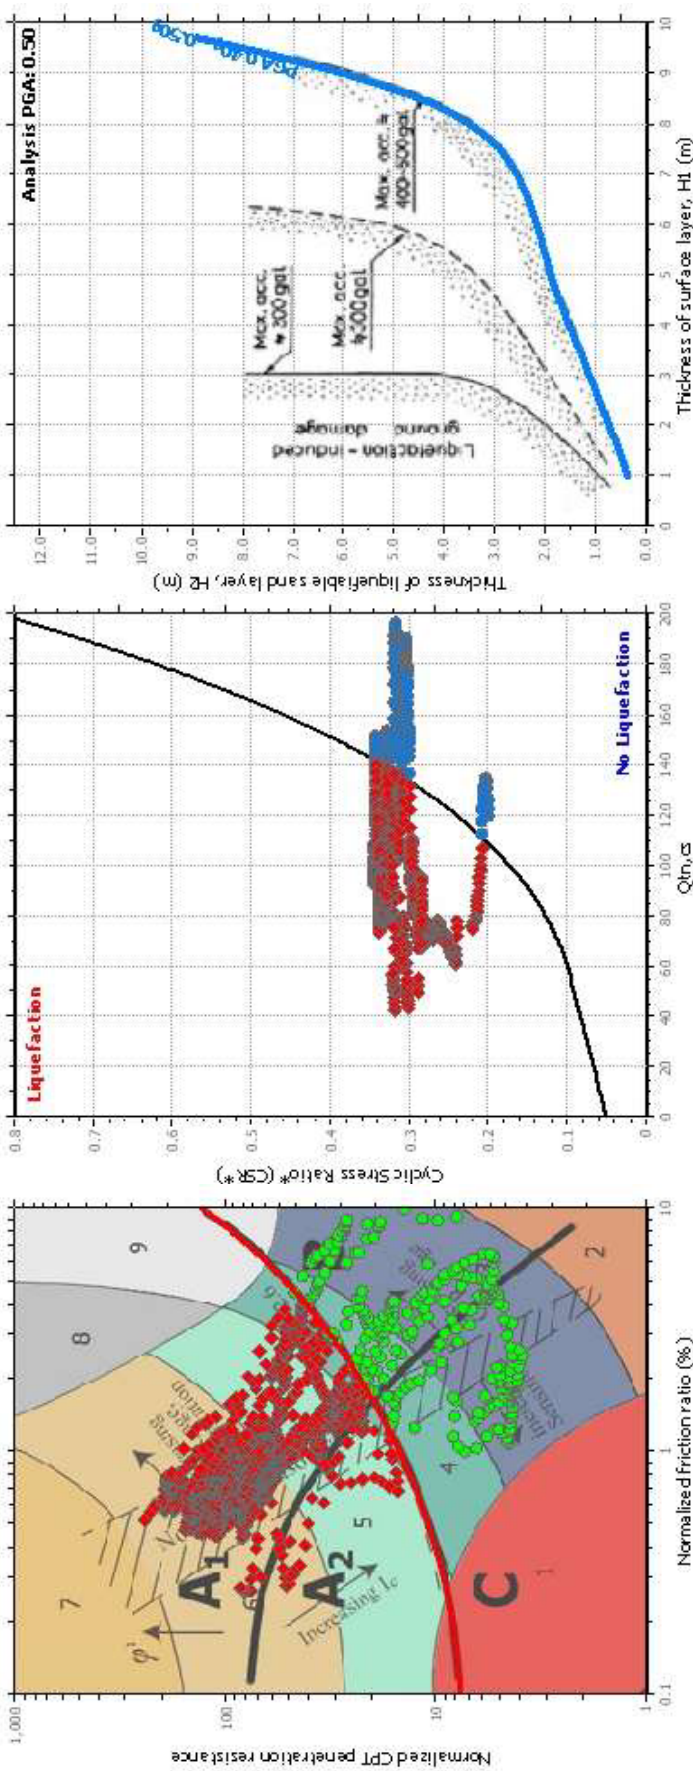 Normalized CPT penetration resistance
1,000
100
10
1
0.1
1
10
Normalized friction ratio (%)
7
8
9
6
5
4
1
2
A1
A2
C
φ'
Increasing Ic
Cyclic Stress Ratio* (CSR*)
0.8
0.7
0.6
0.5
0.4
0.3
0.2
0.1
0
0
20
40
60
80
100
120
140
160
180
200
Qtn,cs
Liquefaction
No Liquefaction
Thickness of liquefiable sand layer, H2 (m)
12.0
11.0
10.0
9.0
8.0
7.0
6.0
5.0
4.0
3.0
2.0
1.0
0.0
0
1
2
3
4
5
6
7
8
9
10
Thickness of surface layer, H1 (m)
Analysis PGA: 0.50
PGA 0.40g - 0.50g
Liquefaction - induced
ground damage
Max. acc.
300gal
Max. acc.
400-500gal